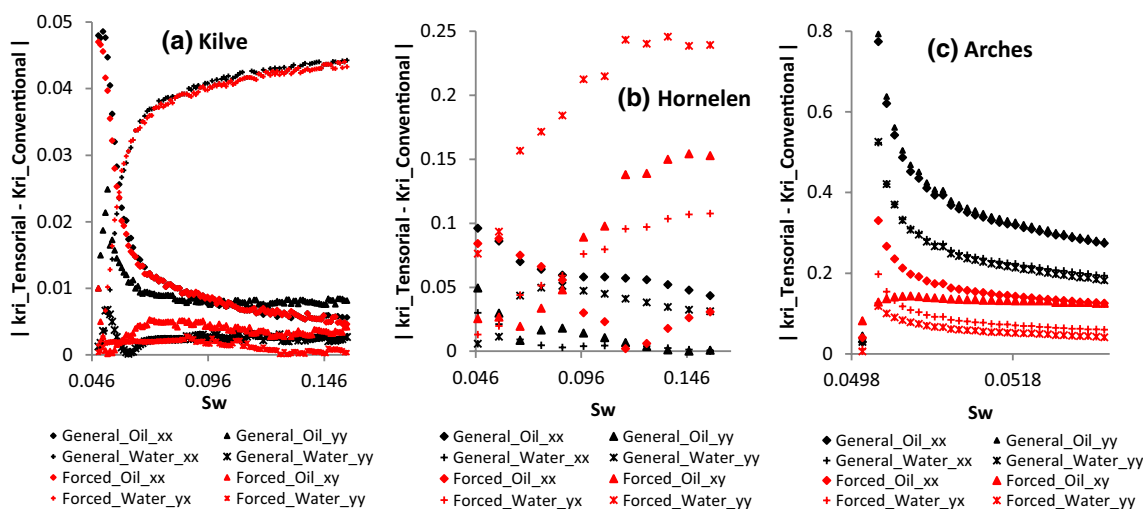 (a) Kilve
| kri_Tensorial - Kri_Conventional |
0.05
0.04
0.03
0.02
0.01
0
0.046
0.096
0.146
Sw
General_Oil_xx
General_Oil_yy
General_Water_xx
General_Water_yy
Forced_Oil_xx
Forced_Oil_xy
Forced_Water_yx
Forced_Water_yy
(b) Hornelen
| kri_Tensorial - Kri_Conventional |
0.25
0.2
0.15
0.1
0.05
0
0.046
0.096
0.146
Sw
General_Oil_xx
General_Oil_yy
General_Water_xx
General_Water_yy
Forced_Oil_xx
Forced_Oil_xy
Forced_Water_yx
Forced_Water_yy
(c) Arches
| kri_Tensorial - Kri_Conventional |
0.8
0.6
0.4
0.2
0
0.0498
0.0518
Sw
General_Oil_xx
General_Oil_yy
General_Water_xx
General_Water_yy
Forced_Oil_xx
Forced_Oil_xy
Forced_Water_yx
Forced_Water_yy